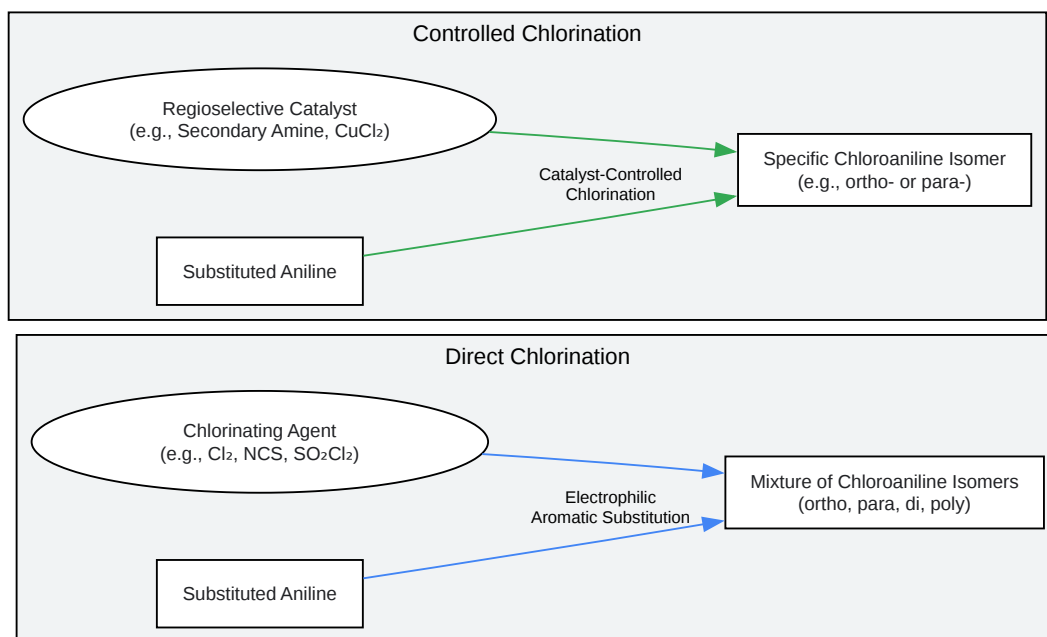 Controlled Chlorination
Regioselective Catalyst
(e.g., Secondary Amine, CuCl₂)
Catalyst-Controlled
Chlorination
Specific Chloroaniline Isomer
(e.g., ortho- or para-)
Substituted Aniline
Direct Chlorination
Chlorinating Agent
(e.g., Cl₂, NCS, SO₂Cl₂)
Electrophilic
Aromatic Substitution
Mixture of Chloroaniline Isomers
(ortho, para, di, poly)
Substituted Aniline